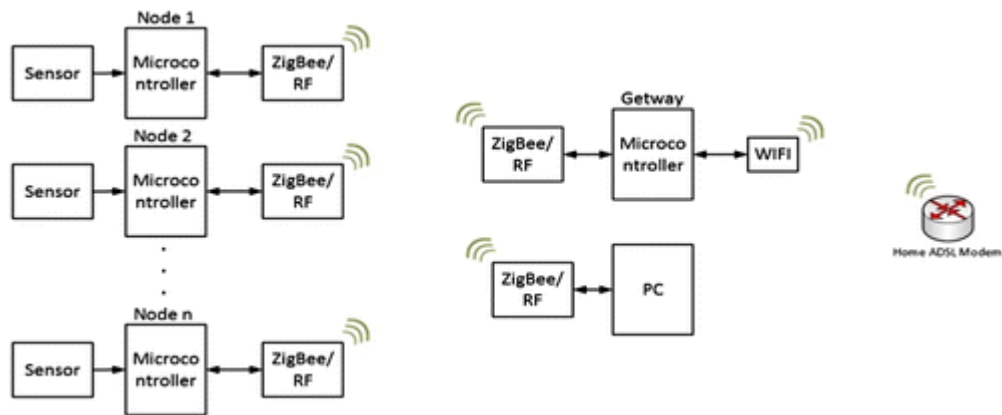 Node 1
Sensor
Microco
ntroller
ZigBee/
RF
Node 2
Sensor
Microco
ntroller
ZigBee/
RF
Node n
Sensor
Microco
ntroller
ZigBee/
RF
Getway
ZigBee/
RF
Microco
ntroller
WIFI
ZigBee/
RF
PC
Home ADSL Modem